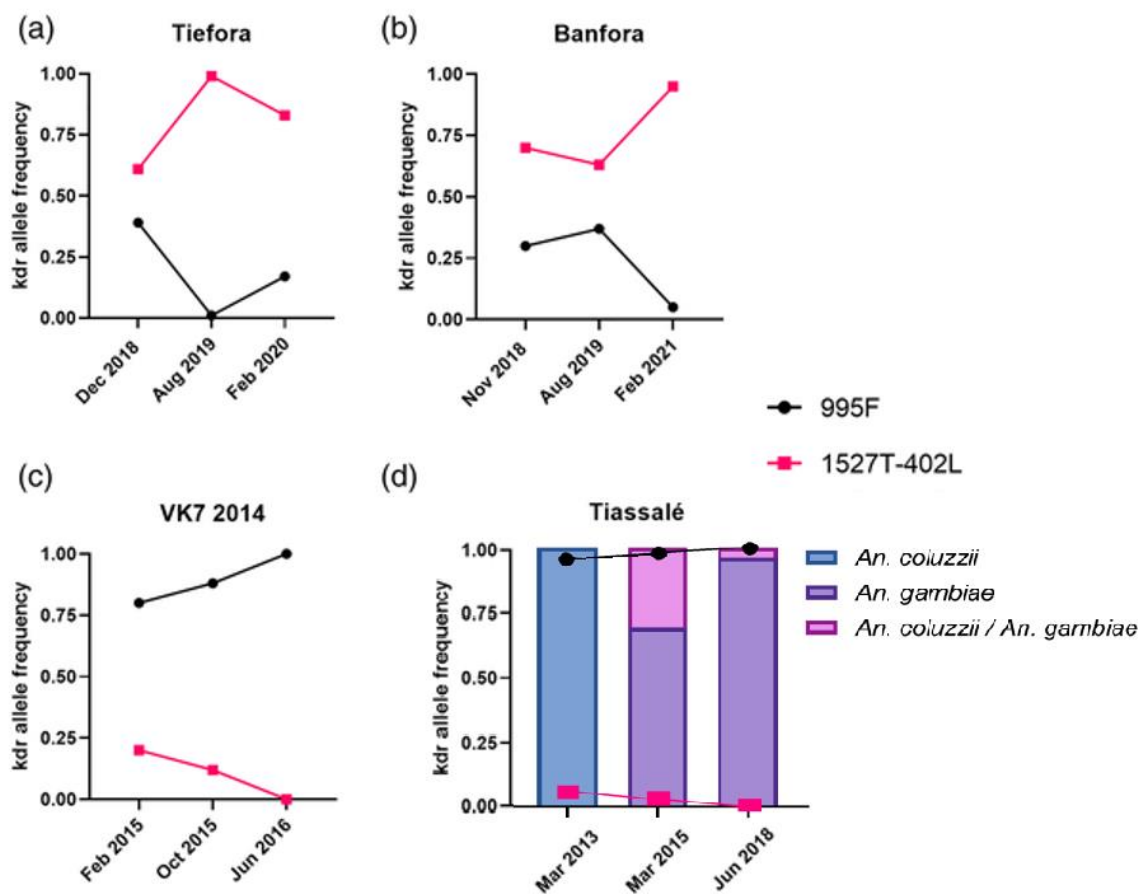 (a)
Tiefora
kdr allele frequency
1.00
0.75
0.50
0.25
0.00
Dec 2018
Aug 2019
Feb 2020
(b)
Banfora
kdr allele frequency
1.00
0.75
0.50
0.25
0.00
Nov 2018
Aug 2019
Feb 2021
995F
1527T-402L
(c)
VK7 2014
kdr allele frequency
1.00
0.75
0.50
0.25
0.00
Feb 2015
Oct 2015
Jun 2016
(d)
Tiassalé
kdr allele frequency
1.00
0.75
0.50
0.25
0.00
Mar 2013
Mar 2015
Jun 2018
An. coluzzii
An. gambiae
An. coluzzii / An. gambiae